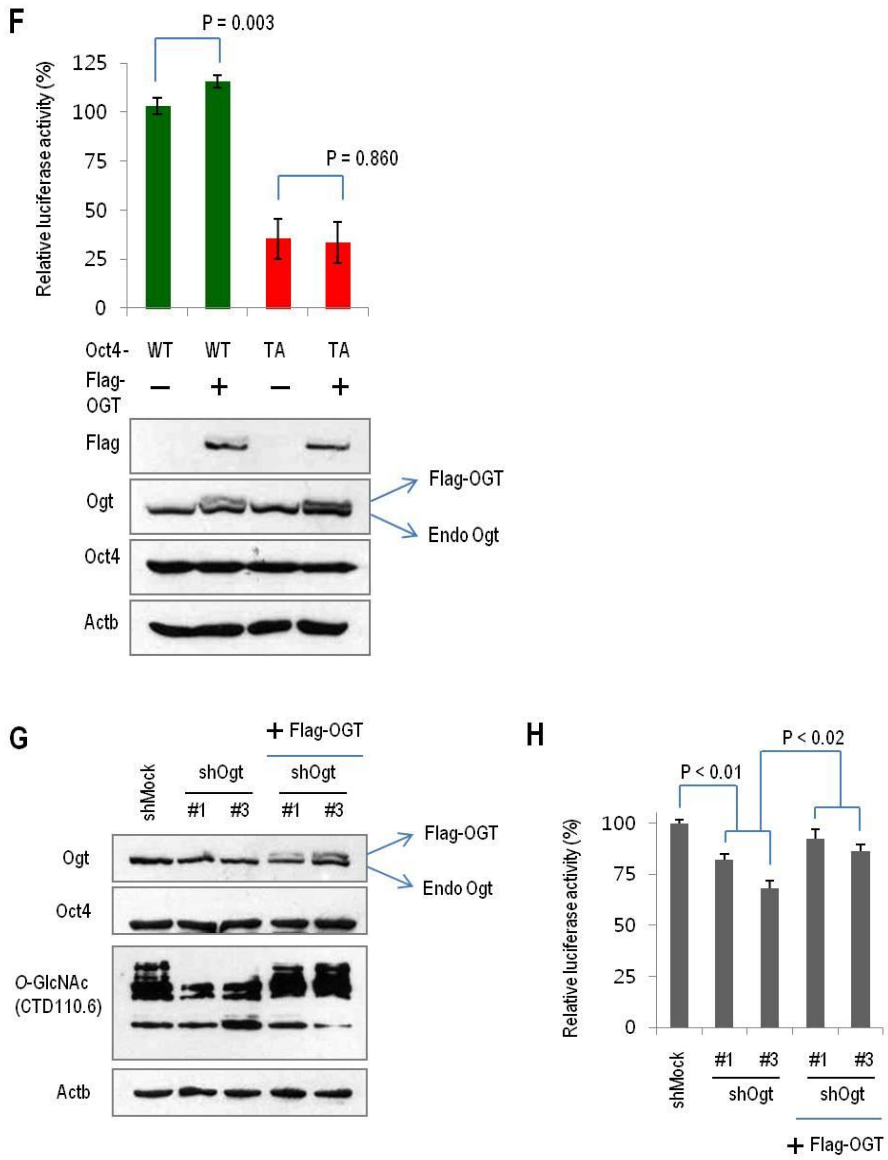 F
P = 0.003
P = 0.860
Relative luciferase activity (%)
125
100
75
50
25
0
Oct4- WT WT TA TA
Flag-OGT − + − +
Flag
Ogt
Flag-OGT
Endo Ogt
Oct4
Actb
G
+ Flag-OGT
shMock shOgt shOgt
#1 #3 #1 #3
Ogt
Flag-OGT
Endo Ogt
Oct4
O-GlcNAc
(CTD110.6)
Actb
H
P < 0.02
P < 0.01
Relative luciferase activity (%)
100
75
50
25
0
shMock #1 #3 #1 #3
shOgt shOgt
+ Flag-OGT